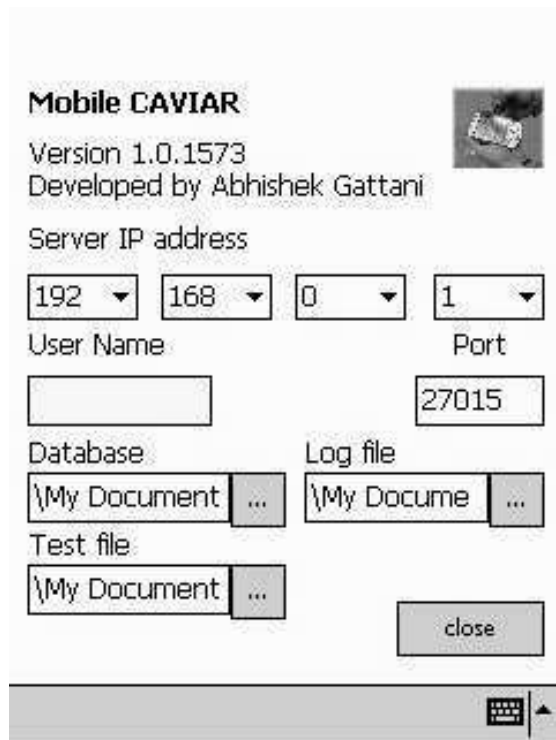 Mobile CAVIAR
Version 1.0.1573
Developed by Abhishek Gattani
Server IP address
192 168 0 1
User Name Port
27015
Database Log file
\My Document ... \My Docume ...
Test file
\My Document ...
close